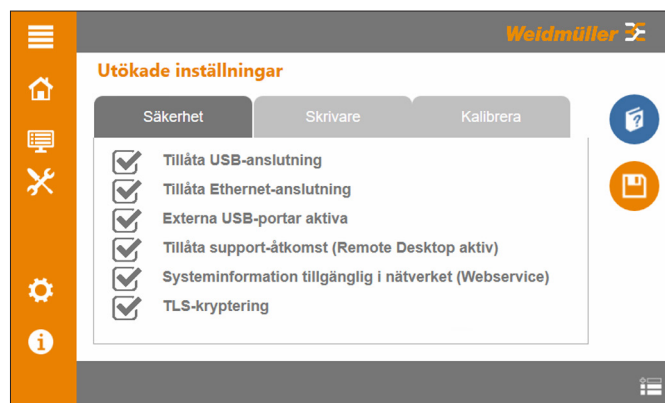 Weidmüller
Utökade inställningar
Säkerhet Skrivare Kalibrera
Tillåta USB-anslutning
Tillåta Ethernet-anslutning
Externa USB-portar aktiva
Tillåta support-åtkomst (Remote Desktop aktiv)
Systeminformation tillgänglig i nätverket (Webservice)
TLS-kryptering